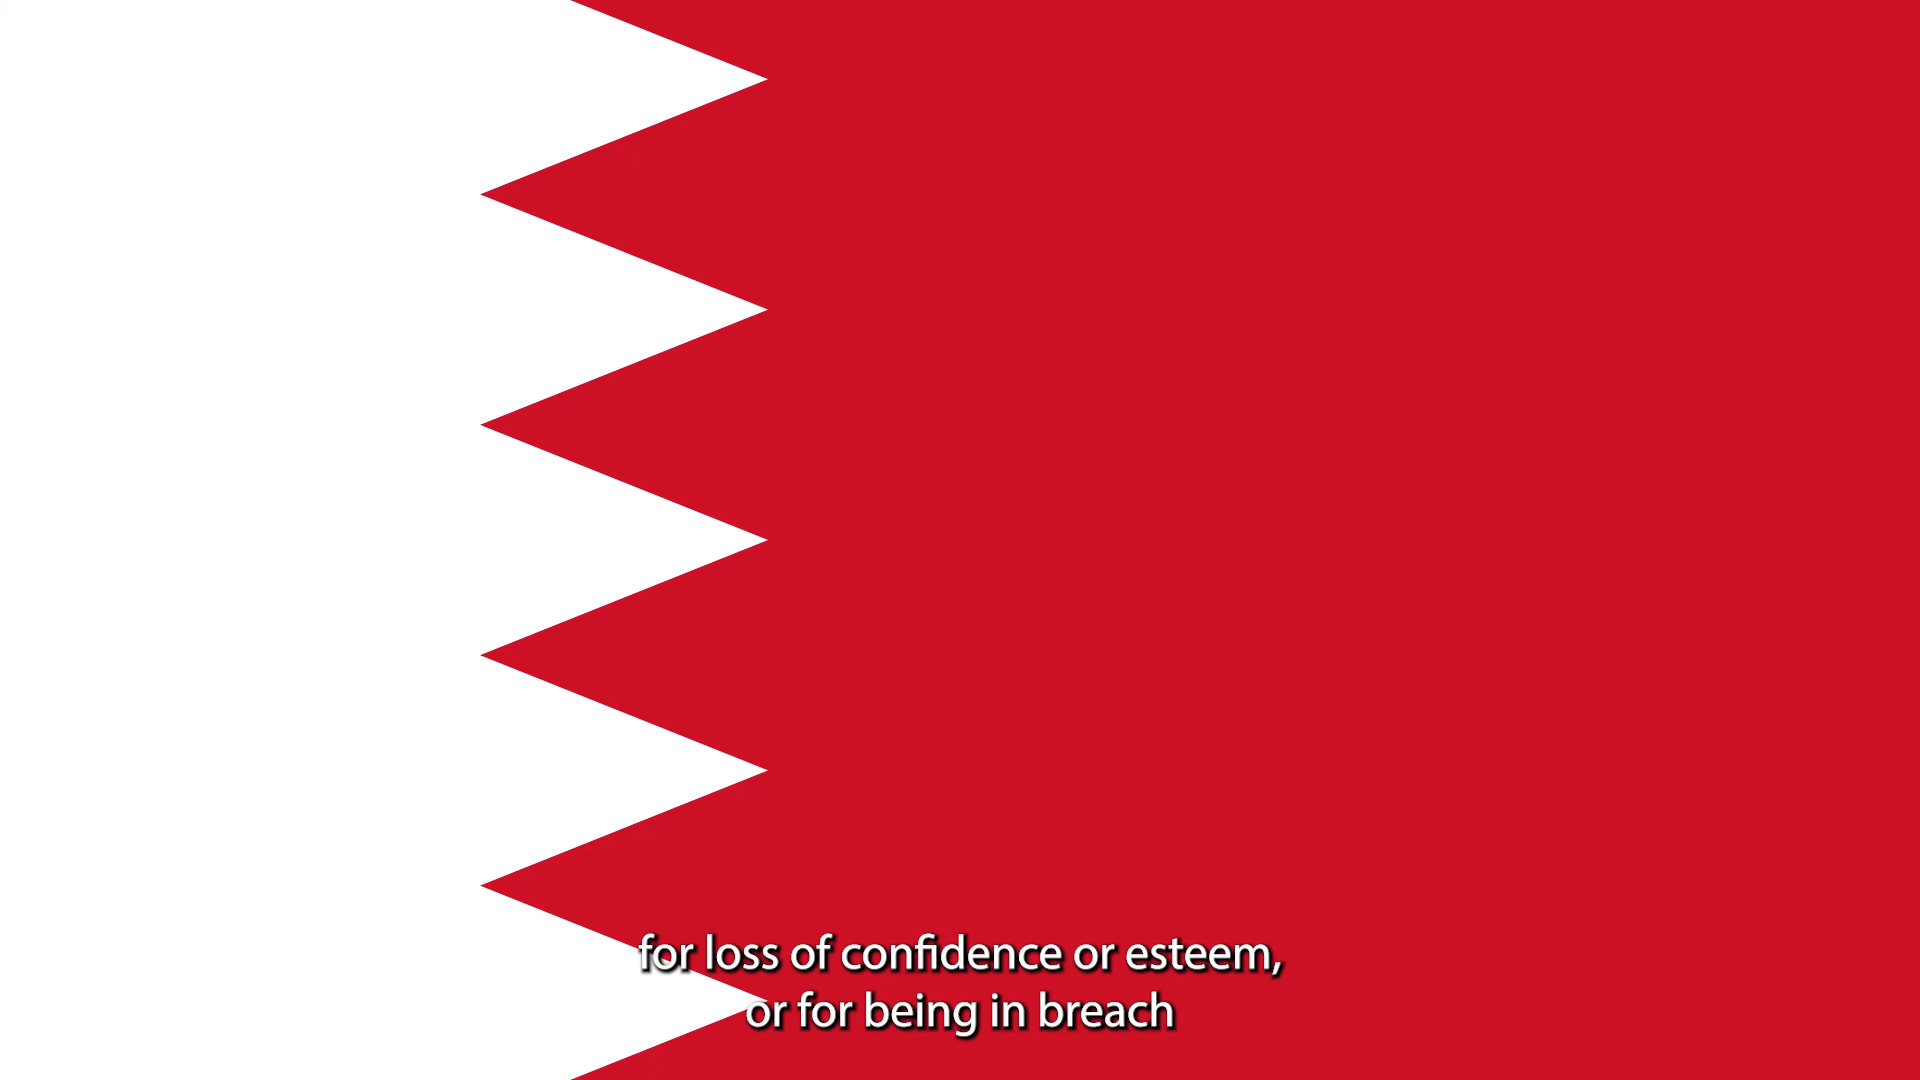 for loss of confidence or esteem,
or for being in breach